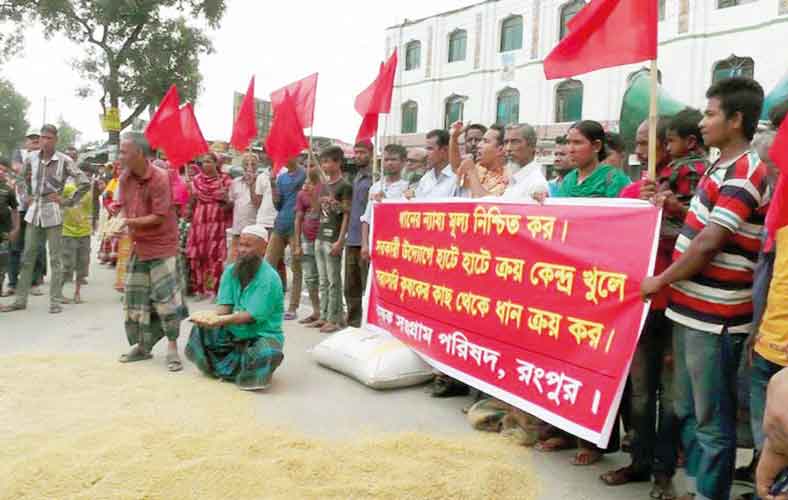 ধানের ন্যায্য মূল্য নিশ্চিত কর।
সরকারী উদ্যোগে হাটে হাটে ক্রয় কেন্দ্র খুলে
সরাসরি কৃষকের কাছ থেকে ধান ক্রয় কর।
কৃষক সংগ্রাম পরিষদ, রংপুর।